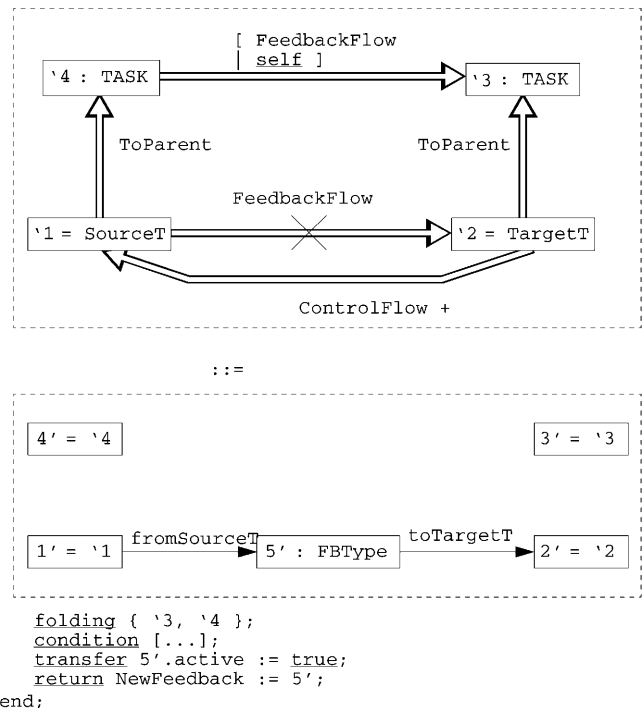 [ FeedbackFlow
| self ]
`4 : TASK
`3 : TASK
ToParent
ToParent
FeedbackFlow
`1 = SourceT
`2 = TargetT
ControlFlow +
::=
4' = `4
3' = `3
fromSourceT
toTargetT
1' = `1
5' : FBType
2' = `2
folding { `3, `4 };
condition [...];
transfer 5'.active := true;
return NewFeedback := 5';
end;